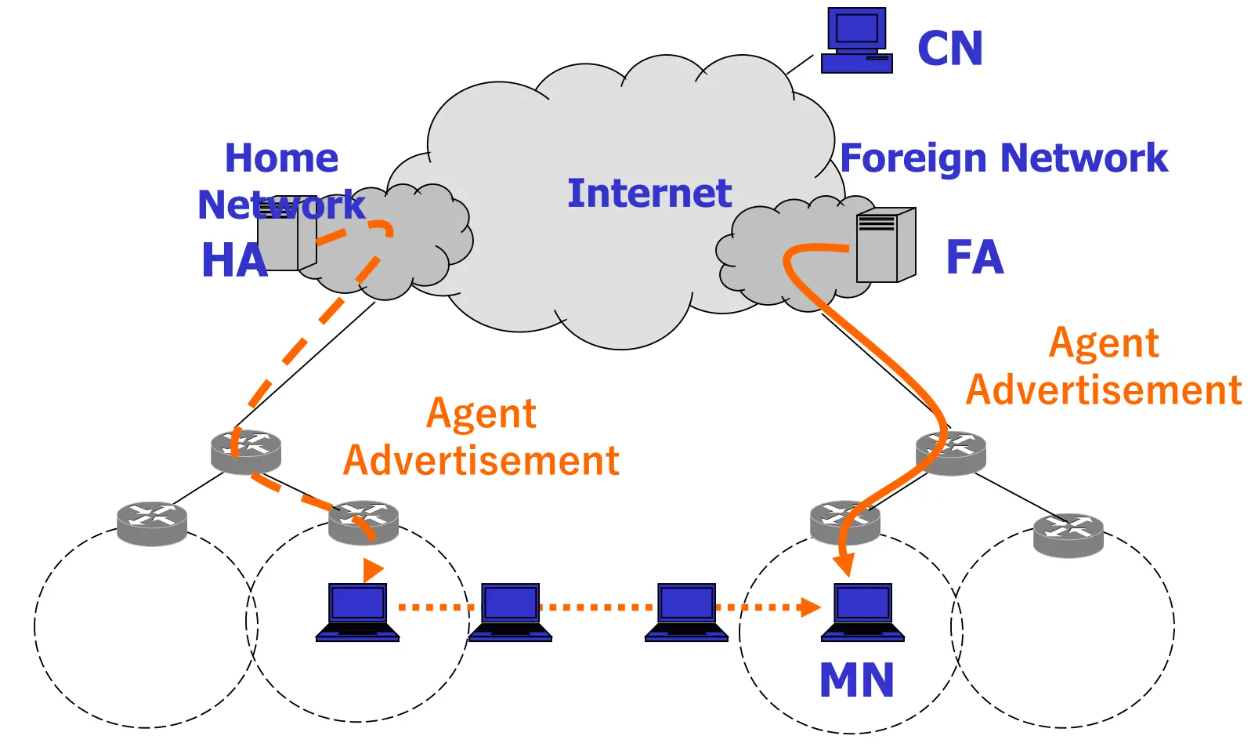 CN
Home
Network
Foreign Network
Internet
HA
FA
Agent
Advertisement
Agent
Advertisement
MN